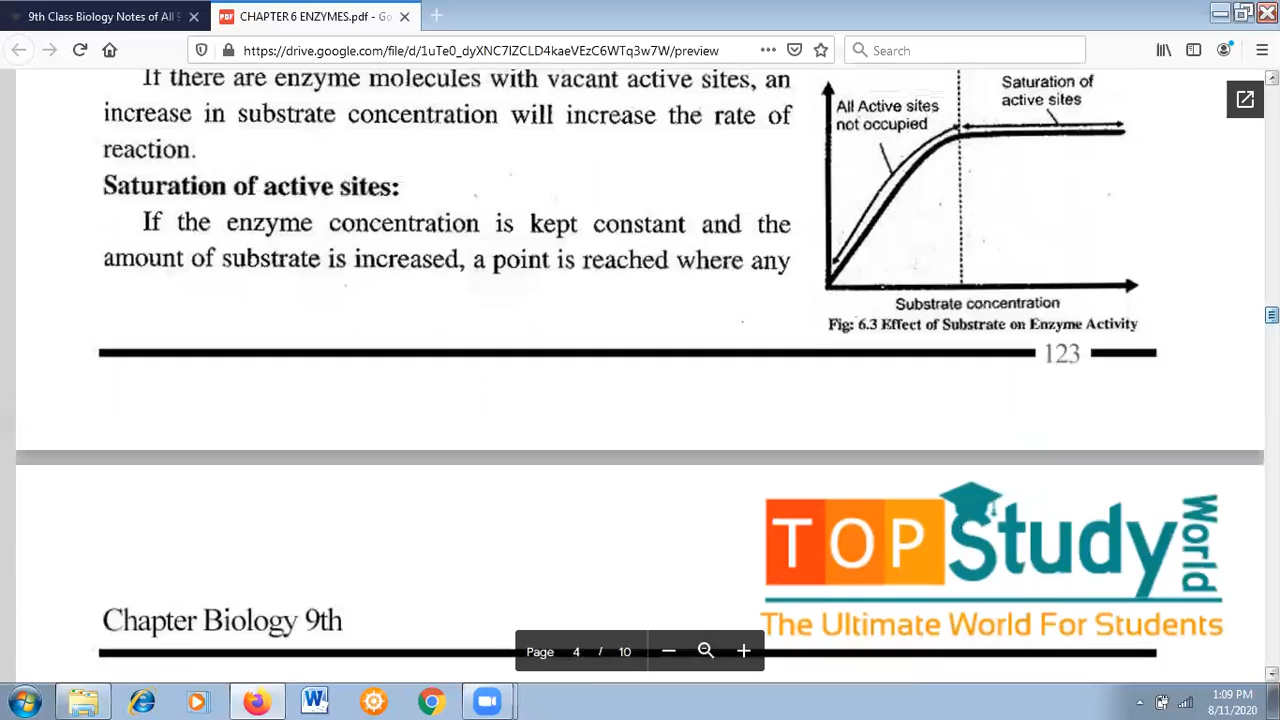 9th Class Biology Notes of All 9
CHAPTER 6 ENZYMES.pdf - Go
https://drive.google.com/file/d/1uTe0_dyXNC7IZCLD4kaeVEzC6WTq3w7W/preview
Search
If there are enzyme molecules with vacant active sites, an
increase in substrate concentration will increase the rate of
reaction.
Saturation of active sites:
If the enzyme concentration is kept constant and the
amount of substrate is increased, a point is reached where any
All Active sites
not occupied
Saturation of
active sites
Substrate concentration
Fig: 6.3 Effect of Substrate on Enzyme Activity
123
TOP Study World
The Ultimate World For Students
Chapter Biology 9th
Page 4 / 10
1:09 PM
8/11/2020